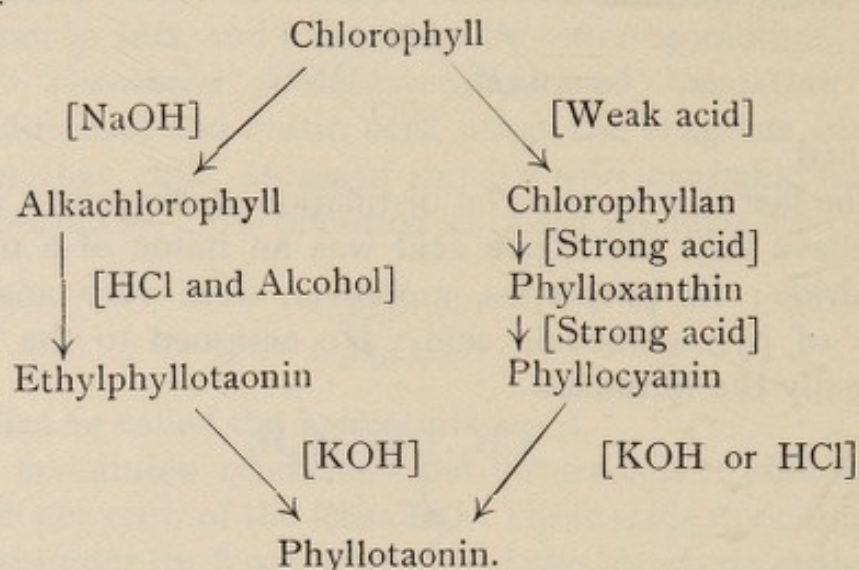 Chlorophyll
[NaOH] [Weak acid]
Alkachlorophyll Chlorophyllan
[Strong acid]
[HCl and Alcohol] Phylloxanthin
[Strong acid]
Ethylphyllotaonin Phyllocyanin
[KOH] [KOH or HCl]
Phyllotaonin.